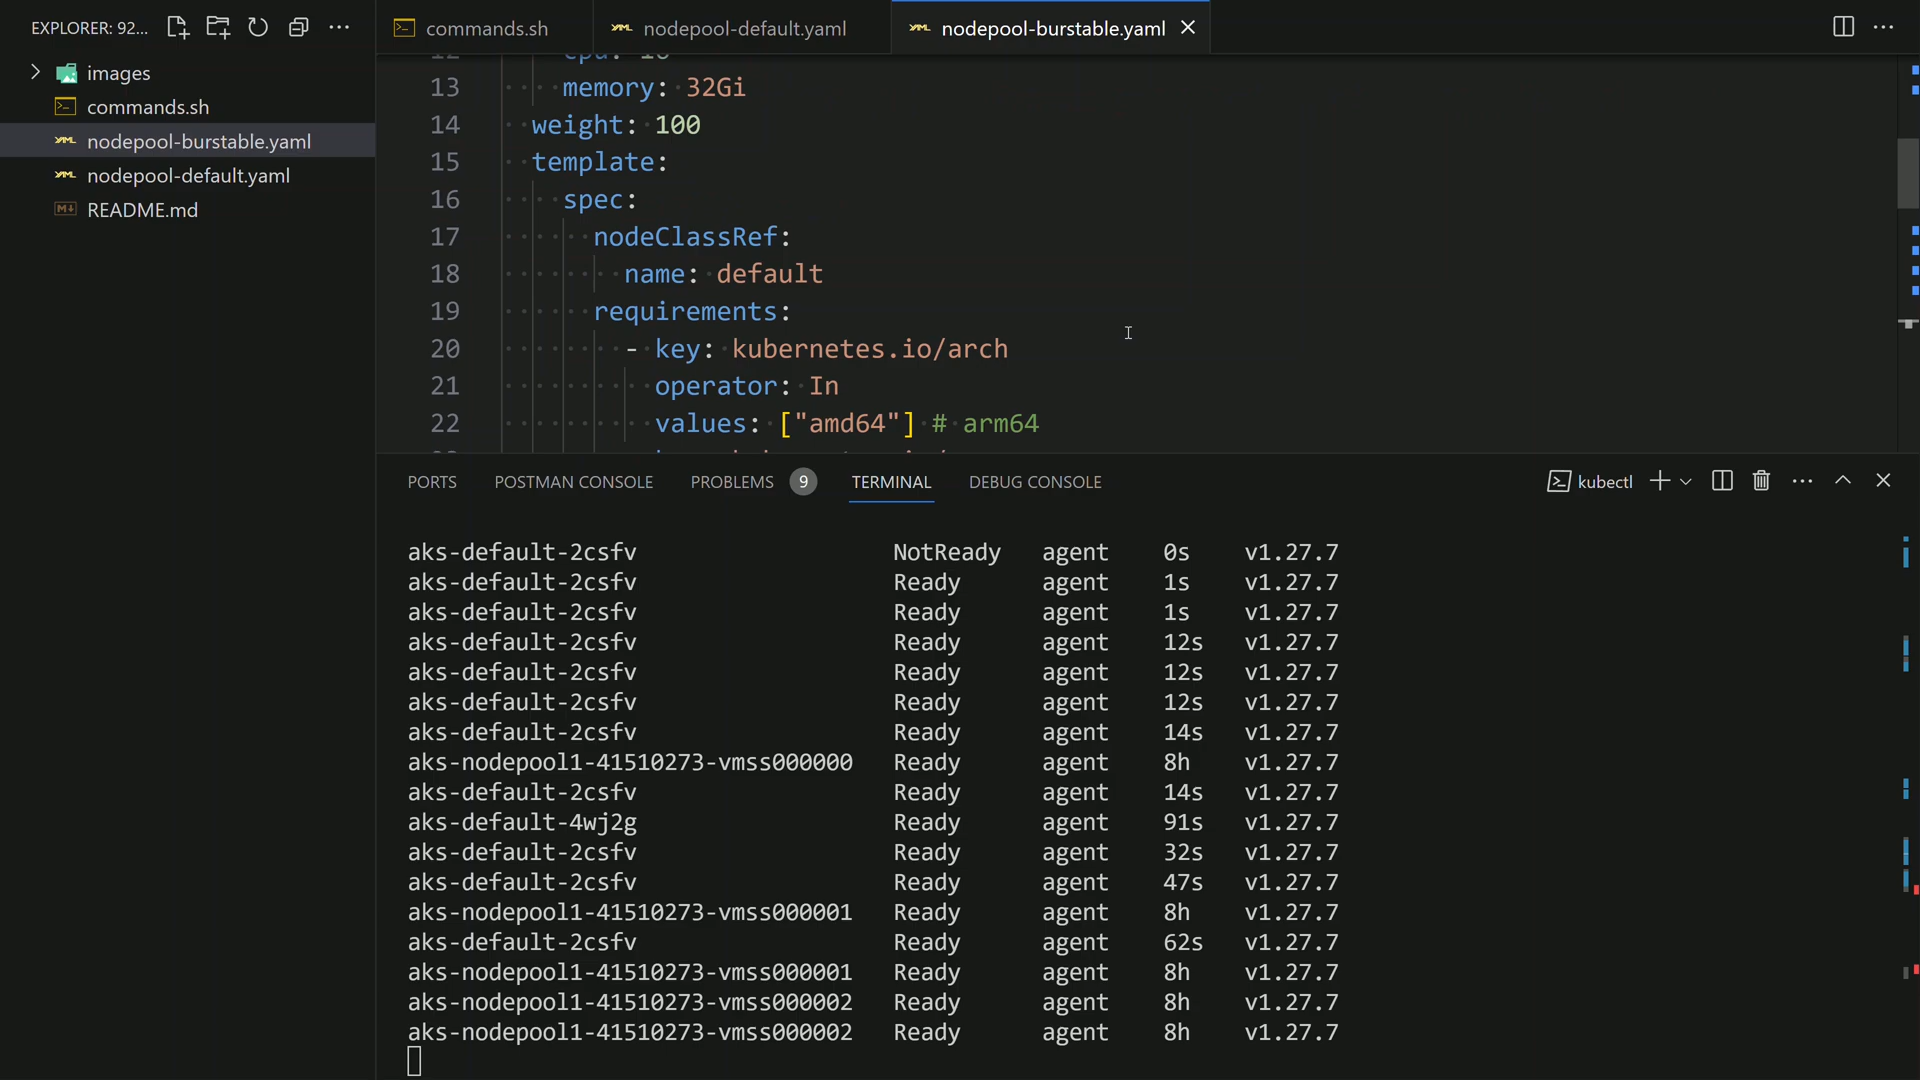 EXPLORER: 92...
images
commands.sh
nodepool-burstable.yaml
nodepool-default.yaml
README.md
commands.sh
nodepool-default.yaml
nodepool-burstable.yaml
13 memory: 32Gi
14 weight: 100
15 template:
16 spec:
17 nodeClassRef:
18 name: default
19 requirements:
20 - key: kubernetes.io/arch
21 operator: In
22 values: ["amd64"] # arm64
PORTS POSTMAN CONSOLE PROBLEMS 9 TERMINAL DEBUG CONSOLE
kubectl
aks-default-2csfv NotReady agent 0s v1.27.7
aks-default-2csfv Ready agent 1s v1.27.7
aks-default-2csfv Ready agent 1s v1.27.7
aks-default-2csfv Ready agent 12s v1.27.7
aks-default-2csfv Ready agent 12s v1.27.7
aks-default-2csfv Ready agent 12s v1.27.7
aks-default-2csfv Ready agent 14s v1.27.7
aks-nodepool1-41510273-vmss000000 Ready agent 8h v1.27.7
aks-default-2csfv Ready agent 14s v1.27.7
aks-default-4wj2g Ready agent 91s v1.27.7
aks-default-2csfv Ready agent 32s v1.27.7
aks-default-2csfv Ready agent 47s v1.27.7
aks-nodepool1-41510273-vmss000001 Ready agent 8h v1.27.7
aks-default-2csfv Ready agent 62s v1.27.7
aks-nodepool1-41510273-vmss000001 Ready agent 8h v1.27.7
aks-nodepool1-41510273-vmss000002 Ready agent 8h v1.27.7
aks-nodepool1-41510273-vmss000002 Ready agent 8h v1.27.7